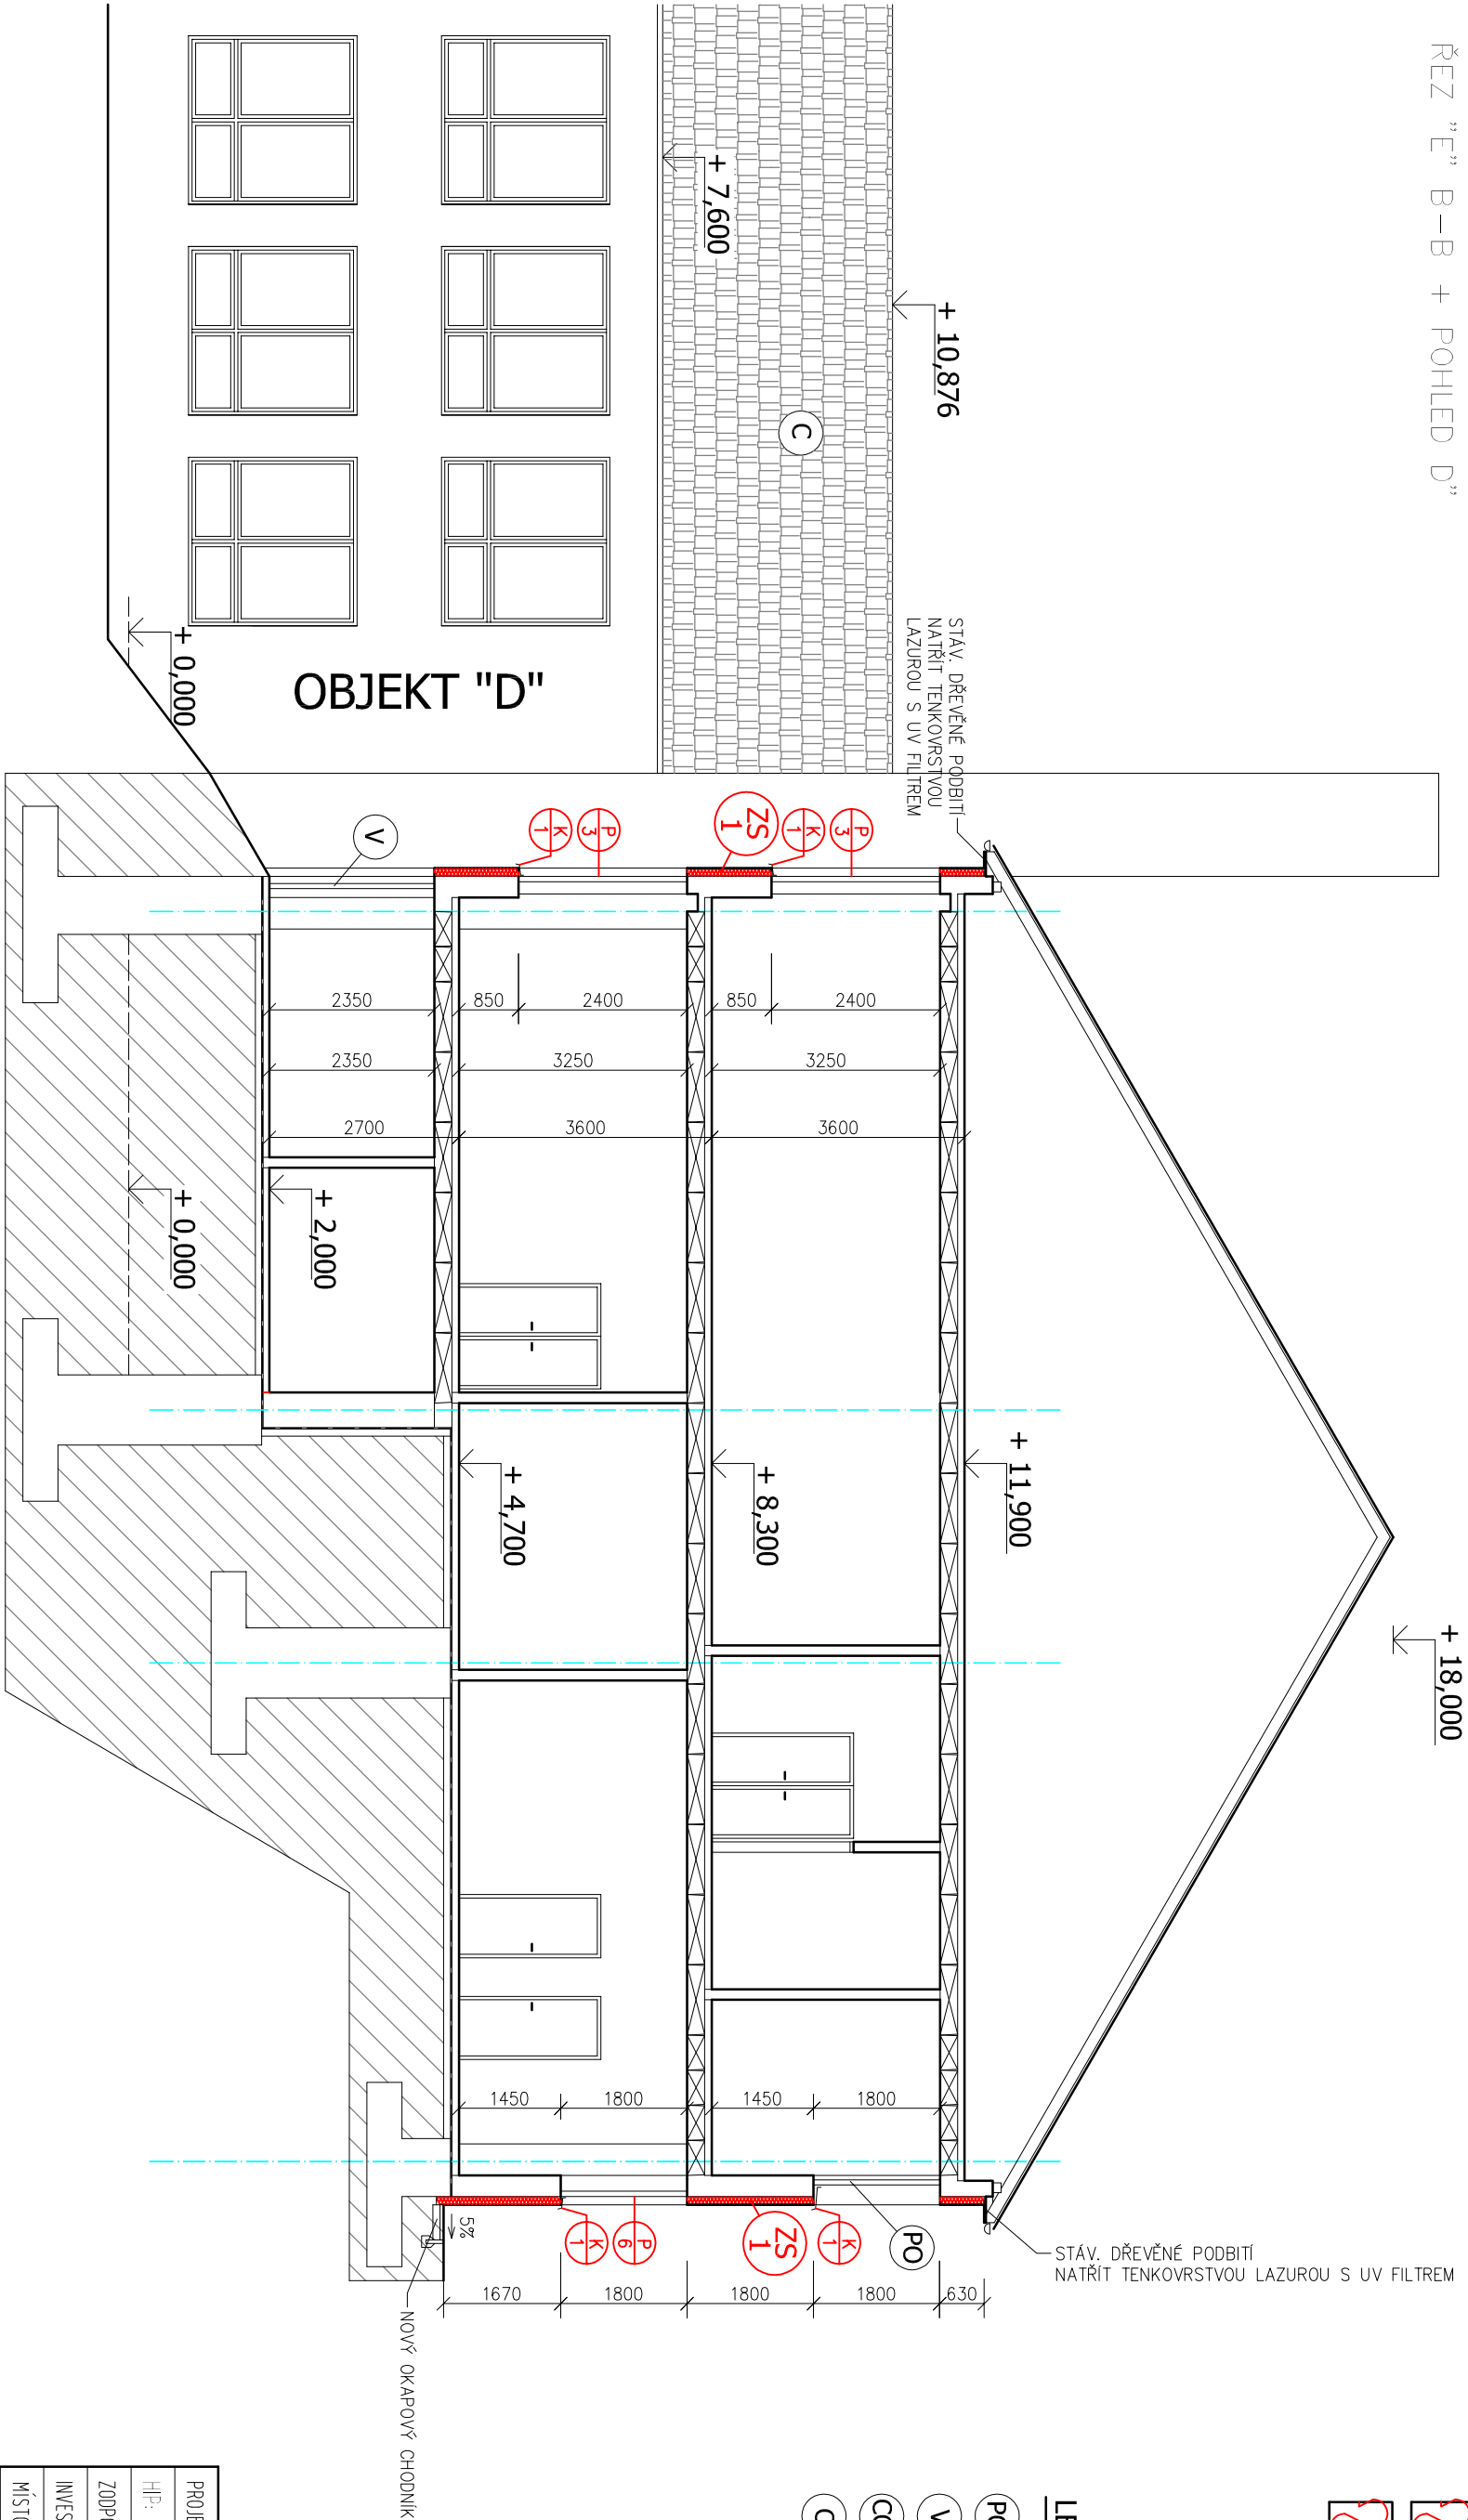 ŘEZ "E" B-B + POHLED D"
+ 18,000
+ 10,876
+ 7,600
C
STÁV. DŘEVĚNÉ PODBITÍ
NATŘÍT TENKOVRSTVOU
LAZUROU S UV FILTREM
+ 11,900
STÁV. DŘEVĚNÉ PODBITÍ
NATŘÍT TENKOVRSTVOU LAZUROU S UV FILTREM
630
P
3
K
1
2400
3250
3600
850
1800
1450
PO
1800
K
1
ZS
1
ZS
1
1800
+ 8,300
P
3
K
1
2400
3250
3600
850
1800
1450
P
6
1800
K
1
1670
+ 4,700
OBJEKT "D"
5%
V
2350
2350
2700
NOVÝ OKAPOVÝ CHODNÍK
+ 2,000
+ 0,000
+ 0,000
V